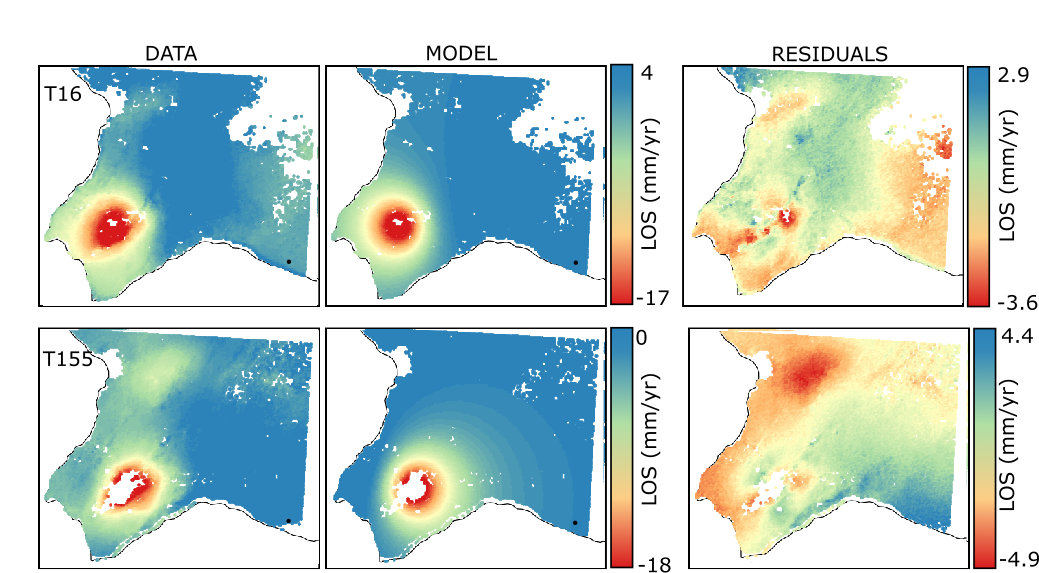 DATA MODEL RESIDUALS
T16
4
LOS (mm/yr)
-17
2.9
LOS (mm/yr)
-3.6
T155
0
LOS (mm/yr)
-18
4.4
LOS (mm/yr)
-4.9